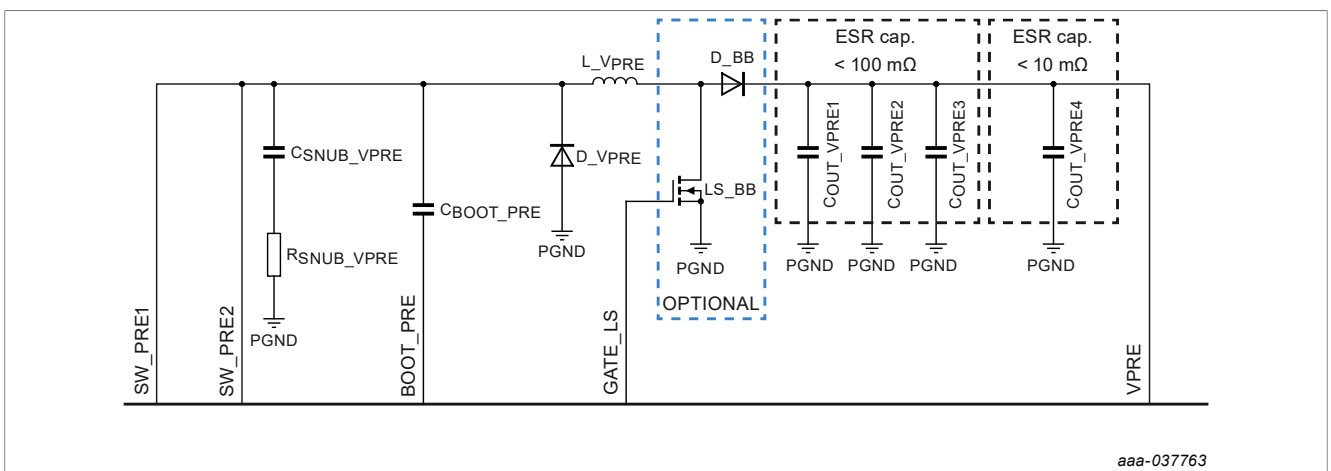 ESR cap.
< 100 mΩ
ESR cap.
< 10 mΩ
L_VPRE
D_BB
CSNUB_VPRE
D_VPRE
COUT_VPRE1
COUT_VPRE2
COUT_VPRE3
COUT_VPRE4
LS_BB
CBOOT_PRE
RSNUB_VPRE
PGND
PGND
PGND
PGND
PGND
PGND
OPTIONAL
PGND
SW_PRE1
SW_PRE2
BOOT_PRE
GATE_LS
VPRE
aaa-037763